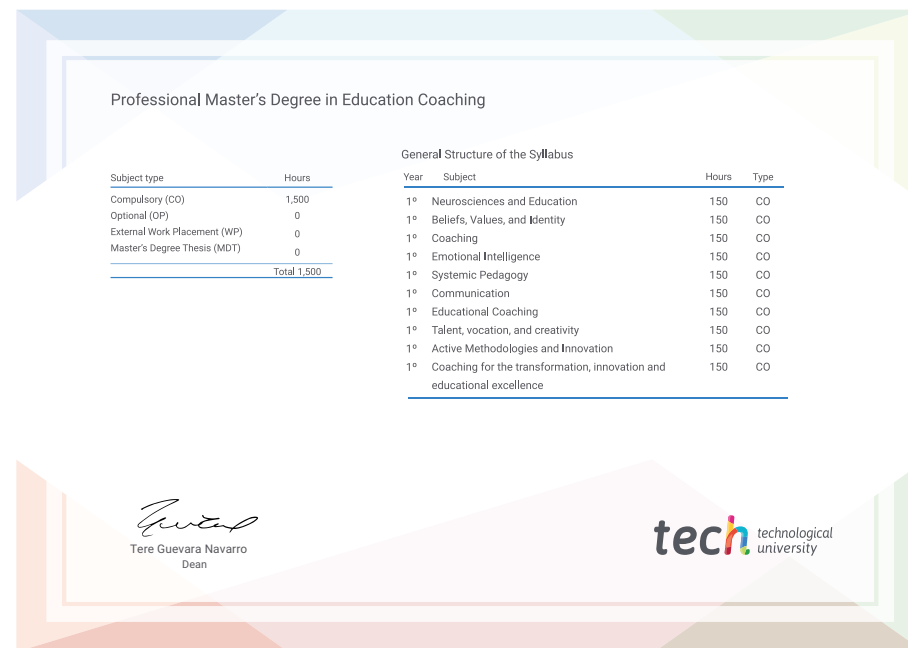 Professional Master's Degree in Education Coaching
General Structure of the Syllabus
Subject type Hours
Compulsory (CO) 1,500
Optional (OP) 0
External Work Placement (WP) 0
Master's Degree Thesis (MDT) 0
Total 1,500
Year Subject Hours Type
1º Neurosciences and Education 150 CO
1º Beliefs, Values, and Identity 150 CO
1º Coaching 150 CO
1º Emotional Intelligence 150 CO
1º Systemic Pedagogy 150 CO
1º Communication 150 CO
1º Educational Coaching 150 CO
1º Talent, vocation, and creativity 150 CO
1º Active Methodologies and Innovation 150 CO
1º Coaching for the transformation, innovation and 150 CO
educational excellence
Tere Guevara Navarro
Dean
tech technological
university